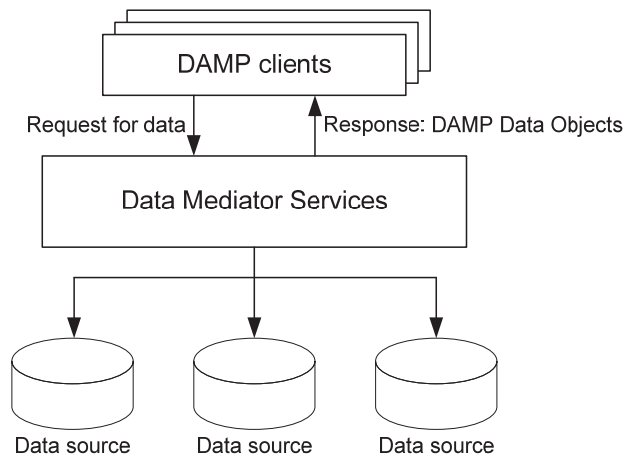 DAMP clients
Request for data
Response: DAMP Data Objects
Data Mediator Services
Data source
Data source
Data source